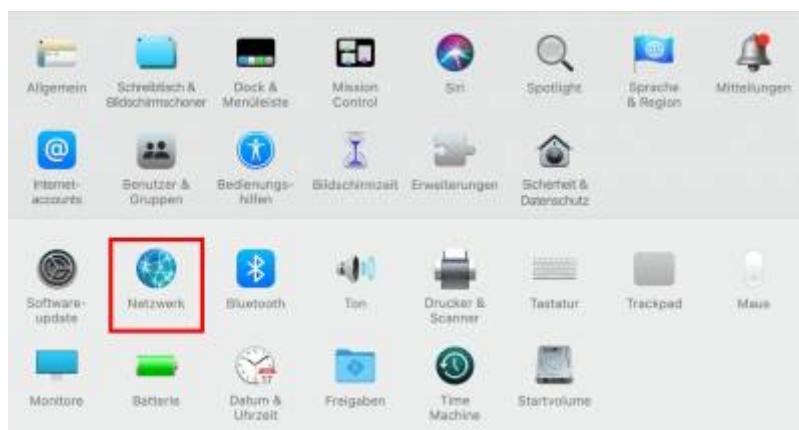 Allgemein
Schreibtisch &
Bildschirmschoner
Dock &
Menüleiste
Mission
Control
Siri
Spotlight
Sprache
& Region
Mitteilungen
Internet-
accounts
Benutzer &
Gruppen
Bedienungs-
hilfen
Bildschirmzeit
Erweiterungen
Sicherheit &
Datenschutz
Software-
update
Netzwerk
Bluetooth
Ton
Drucker &
Scanner
Tastatur
Trackpad
Maus
Monitore
Batterie
17
Datum &
Uhrzeit
Freigaben
Time
Machine
Startvolume